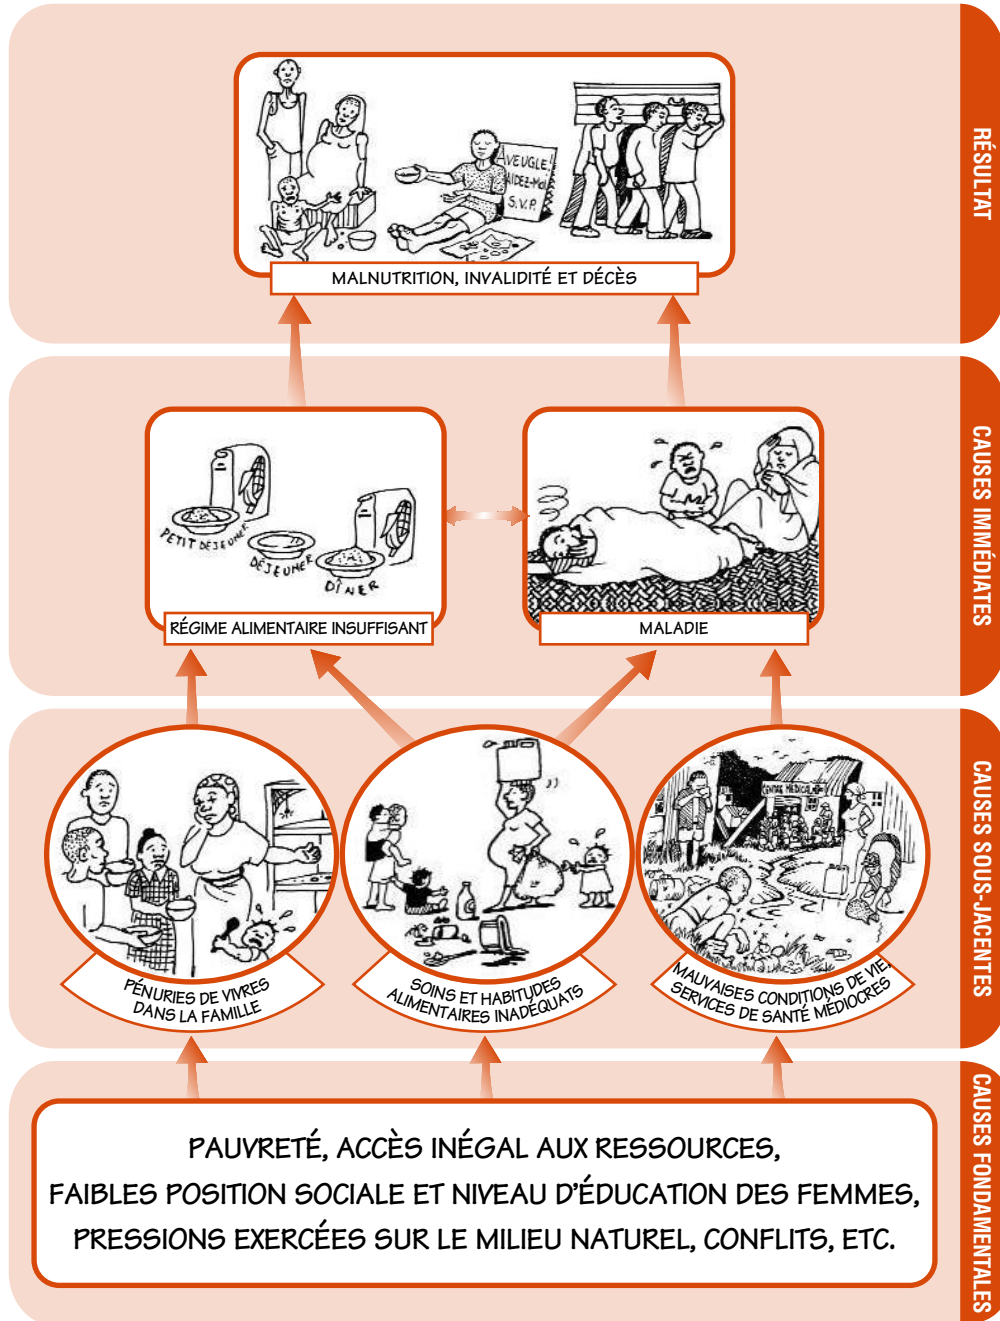 RÉSULTAT
AVEUGLE!
AIDEZ-MOI
S.V.P.
MALNUTRITION, INVALIDITÉ ET DÉCÈS
CAUSES IMMÉDIATES
PETIT DÉJEUNER
DÉJEUNER
DÎNER
RÉGIME ALIMENTAIRE INSUFFISANT
MALADIE
CAUSES SOUS-JACENTES
CENTRE MÉDICAL
PÉNURIES DE VIVRES
DANS LA FAMILLE
SOINS ET HABITUDES
ALIMENTAIRES INADÉQUATS
MAUVAISES CONDITIONS DE VIE,
SERVICES DE SANTÉ MÉDIOCRES
CAUSES FONDAMENTALES
PAUVRETÉ, ACCÈS INÉGAL AUX RESSOURCES,
FAIBLES POSITION SOCIALE ET NIVEAU D'ÉDUCATION DES FEMMES,
PRESSIONS EXERCÉES SUR LE MILIEU NATUREL, CONFLITS, ETC.